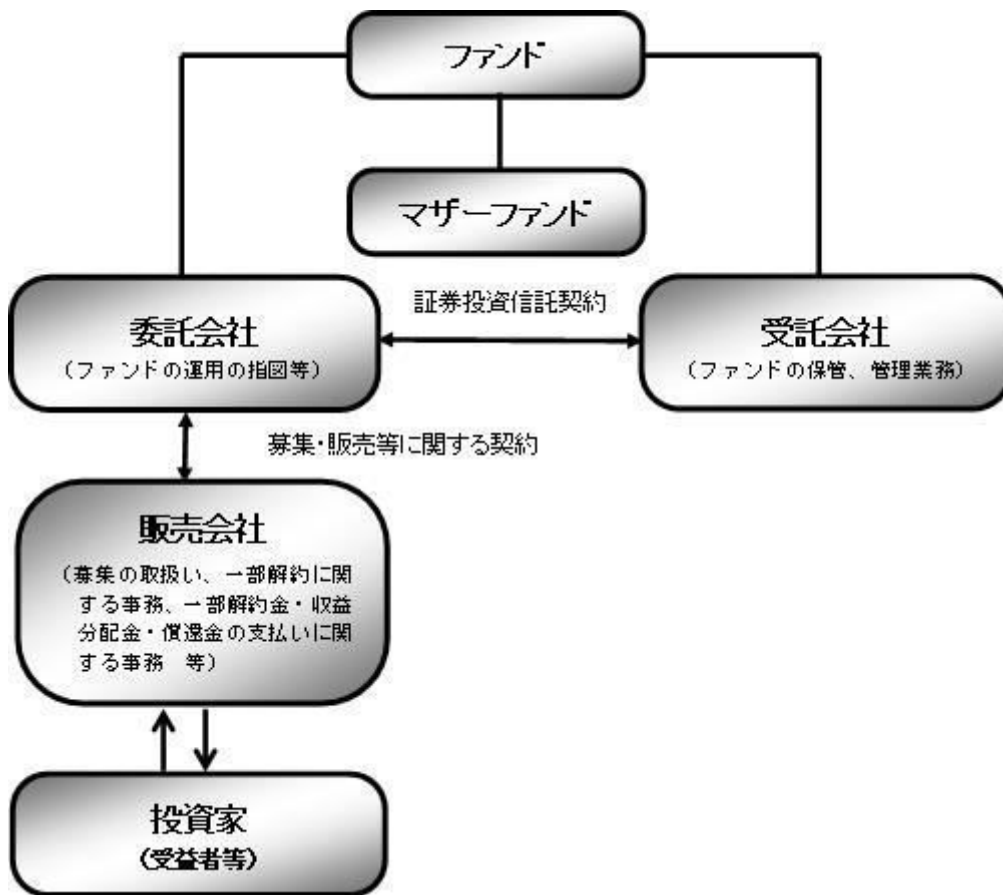 ファンド
マザーファンド
証券投資信託契約
委託会社
（ファンドの運用の指図等）
受託会社
（ファンドの保管、管理業務）
募集・販売等に関する契約
販売会社
（募集の取扱い、一部解約に関
する事務、一部解約金・収益
分配金・償還金の支払いに関
する事務　等）
投資家
（受益者等）